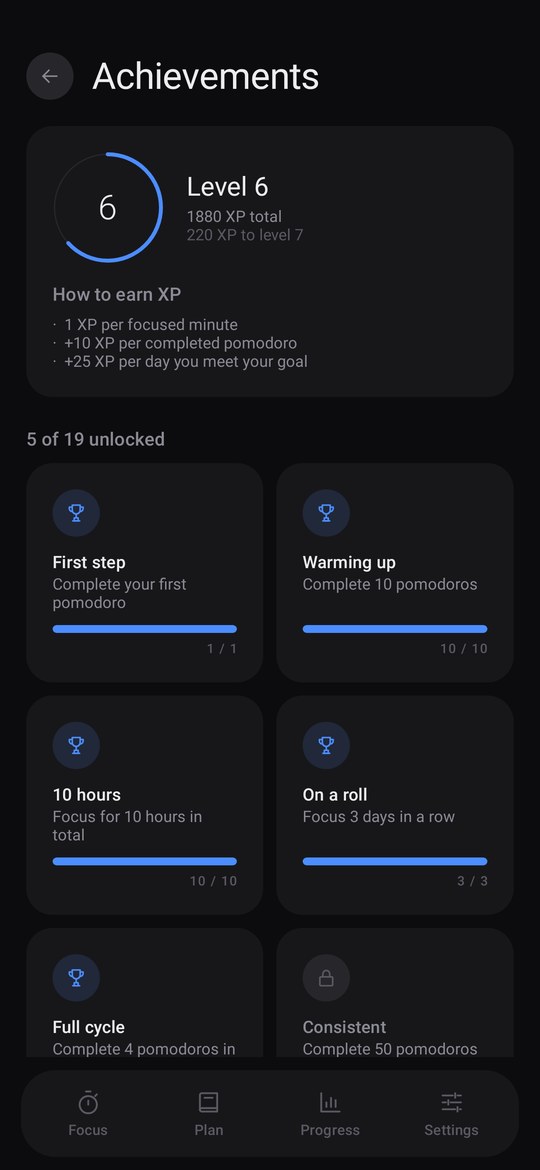 Achievements
6
Level 6
1880 XP total
220 XP to level 7
How to earn XP
· 1 XP per focused minute
· +10 XP per completed pomodoro
· +25 XP per day you meet your goal
5 of 19 unlocked
First step
Complete your first
pomodoro
1 / 1
Warming up
Complete 10 pomodoros
10 / 10
10 hours
Focus for 10 hours in
total
10 / 10
On a roll
Focus 3 days in a row
3 / 3
Full cycle
Complete 4 pomodoros in
Consistent
Complete 50 pomodoros
Focus
Plan
Progress
Settings